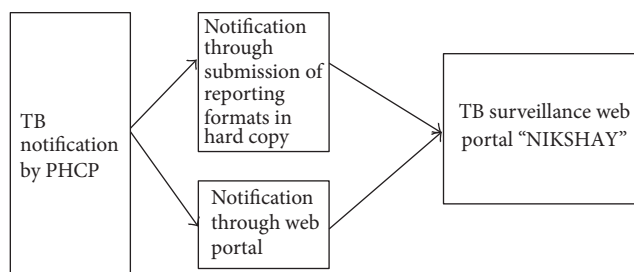 TB
notification
by PHCP
Notification
through
submission of
reporting
formats in
hard copy
Notification
through web
portal
TB surveillance web
portal “NIKSHAY”